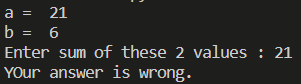 a =  21
b =  6
Enter sum of these 2 values : 21
YOur answer is wrong.